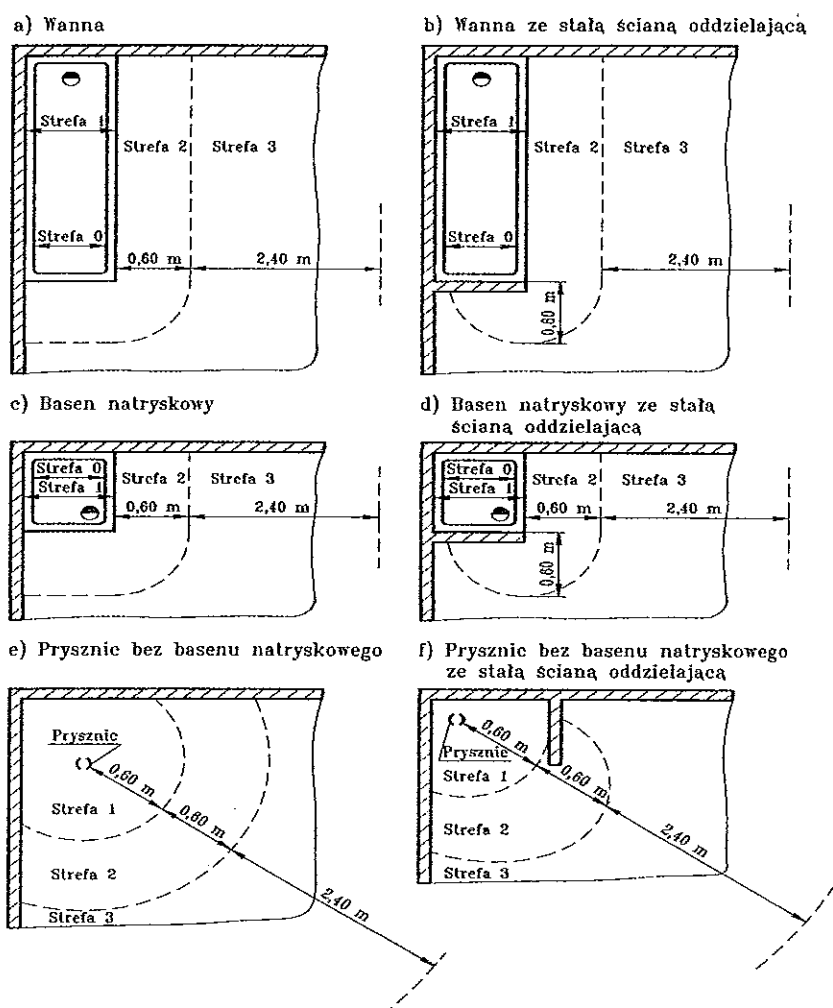 a) Wanna
b) Wanna ze stałą ścianą oddzielającą
Strefa 1
Strefa 2
Strefa 3
Strefa 0
0,60 m
2,40 m
Strefa 1
Strefa 2
Strefa 3
Strefa 0
2,40 m
0,60 m
c) Basen natryskowy
d) Basen natryskowy ze stałą
ścianą oddzielającą
Strefa 0
Strefa 2
Strefa 3
Strefa 1
0,60 m
2,40 m
Strefa 0
Strefa 2
Strefa 3
Strefa 1
0,60 m
2,40 m
0,60 m
e) Prysznic bez basenu natryskowego
f) Prysznic bez basenu natryskowego
ze stałą ścianą oddzielającą
Prysznic
0,60 m
Strefa 1
0,60 m
Strefa 2
2,40 m
Strefa 3
0,60 m
Prysznic
Strefa 1
0,60 m
Strefa 2
2,40 m
Strefa 3